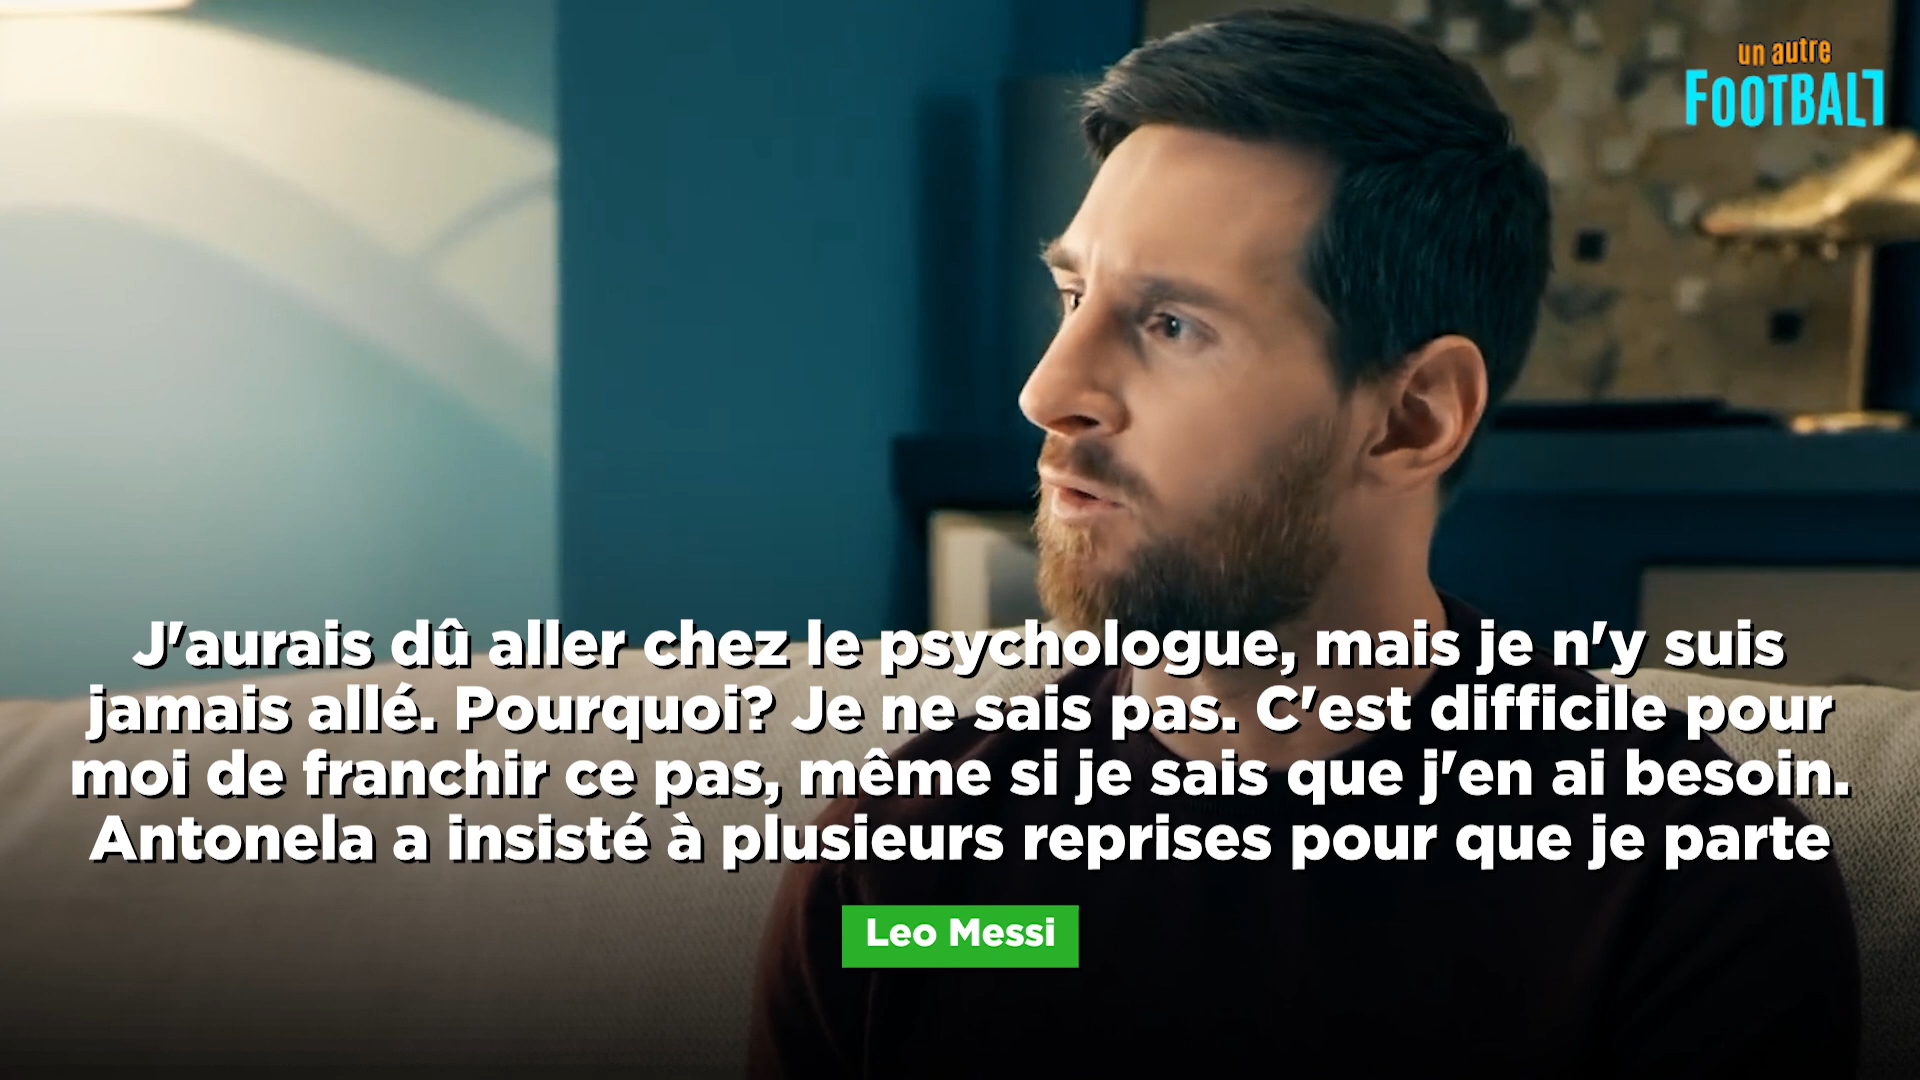 un autre
FOOTBALL
J'aurais dû aller chez le psychologue, mais je n'y suis
jamais allé. Pourquoi? Je ne sais pas. C'est difficile pour
moi de franchir ce pas, même si je sais que j'en ai besoin.
Antonela a insisté à plusieurs reprises pour que je parte
Leo Messi